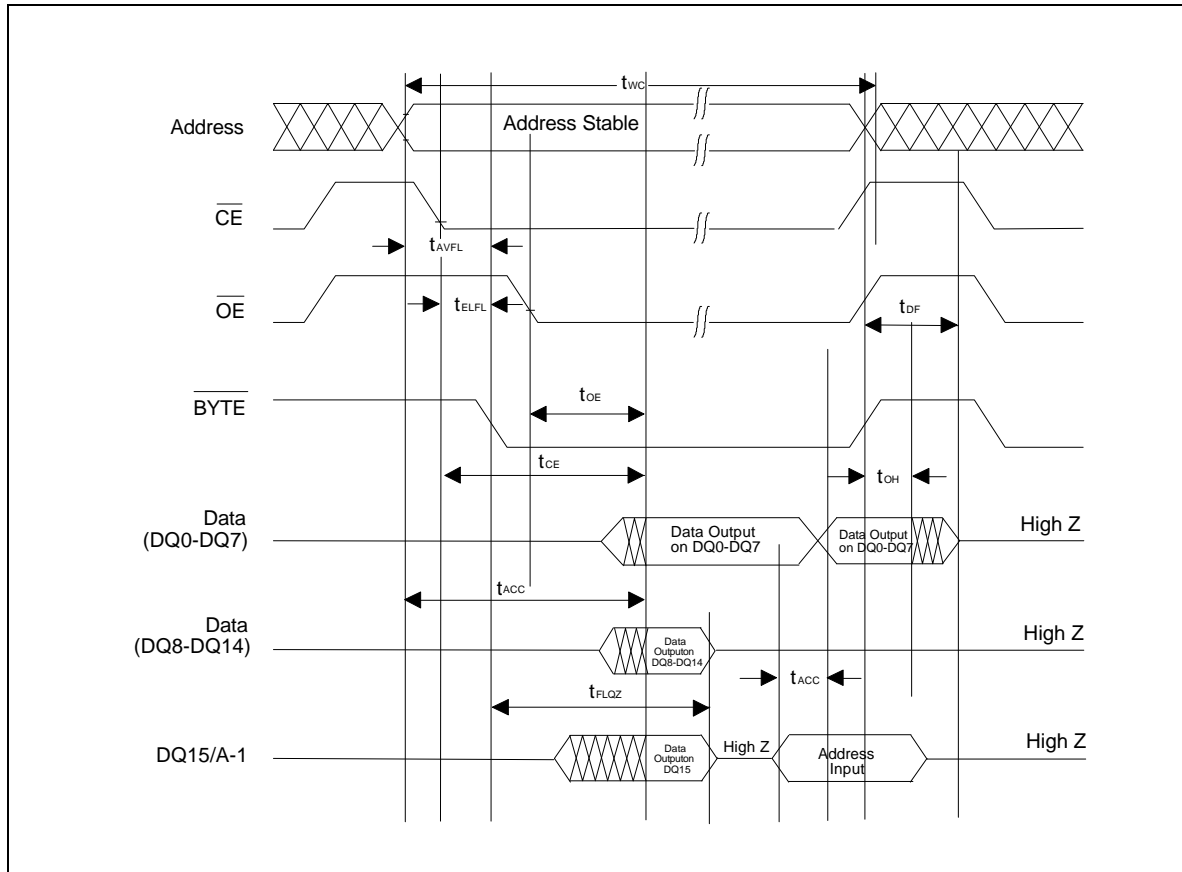 tWC
Address
Address Stable
CE
tAVFL
OE
tELFL
tDF
BYTE
tOE
tCE
tOH
Data
(DQ0-DQ7)
Data Output
on DQ0-DQ7
Data Output
on DQ0-DQ7
High Z
tACC
Data
(DQ8-DQ14)
Data
Outputon
DQ8-DQ14
High Z
tACC
tFLQZ
DQ15/A-1
Data
Outputon
DQ15
High Z
Address
Input
High Z